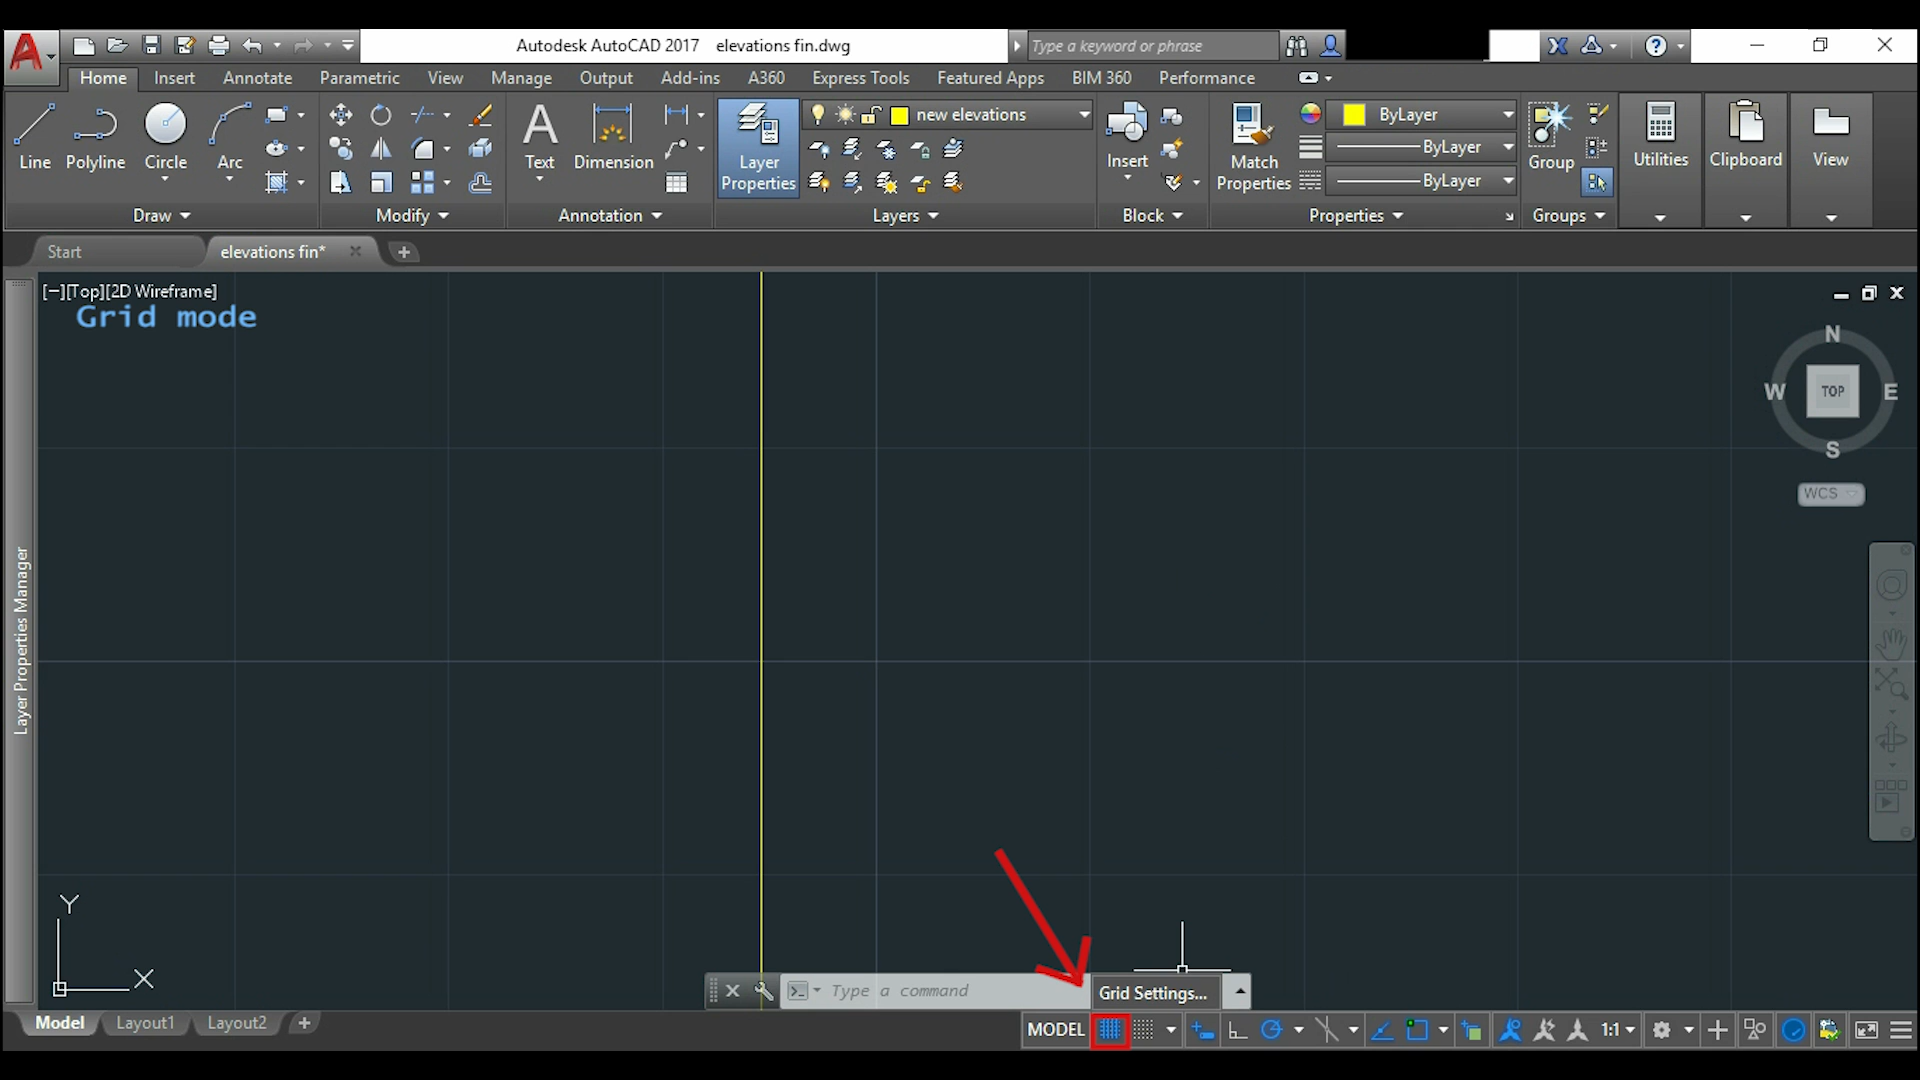 Autodesk AutoCAD 2017 elevations fin.dwg
Type a keyword or phrase
Home Insert Annotate Parametric View Manage Output Add-ins A360 Express Tools Featured Apps BIM 360 Performance
Line Polyline Circle Arc
Draw
Modify
Text Dimension
Annotation
Layer
Properties
new elevations
Layers
Insert
Block
Match
Properties
ByLayer
ByLayer
ByLayer
Properties
Group
Groups
Utilities
Clipboard
View
Start elevations fin*
[−][Top][2D Wireframe]
Grid mode
N
W TOP E
S
WCS
Layer Properties Manager
Y
X
Type a command
Grid Settings...
Model Layout1 Layout2
MODEL 1:1